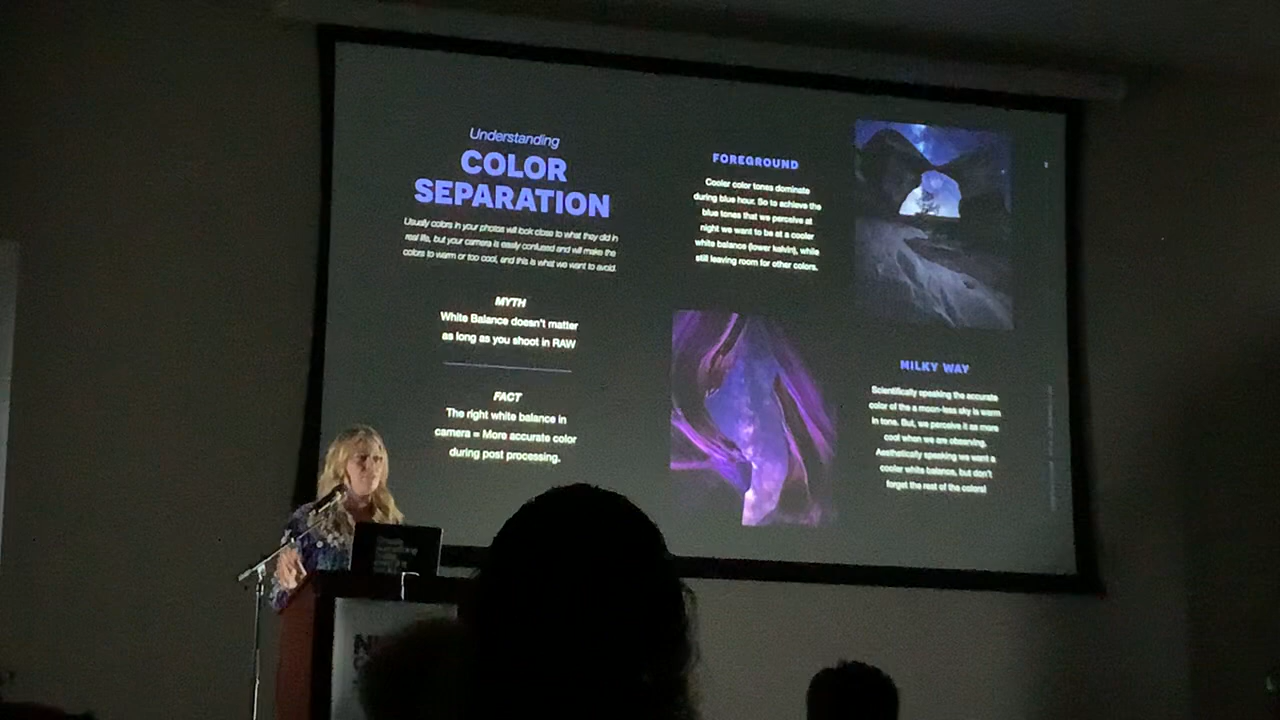 Understanding
COLOR
SEPARATION
Usually colors in your photos will look close to what they did in
real life, but your camera is easily confused and will make the
colors to warm or too cool, and this is what we want to avoid.
MYTH
White Balance doesn't matter
as long as you shoot in RAW
FACT
The right white balance in
camera = More accurate color
during post processing.
FOREGROUND
Cooler color tones dominate
during blue hour. So to achieve the
blue tones that we perceive at
night we want to be at a cooler
white balance (lower kelvin), while
still leaving room for other colors.
MILKY WAY
Scientifically speaking the accurate
color of the a moon-less sky is warm
in tone. But, we perceive it as more
cool when we are observing.
Aesthetically speaking we want a
cooler white balance, but don't
forget the rest of the colors!